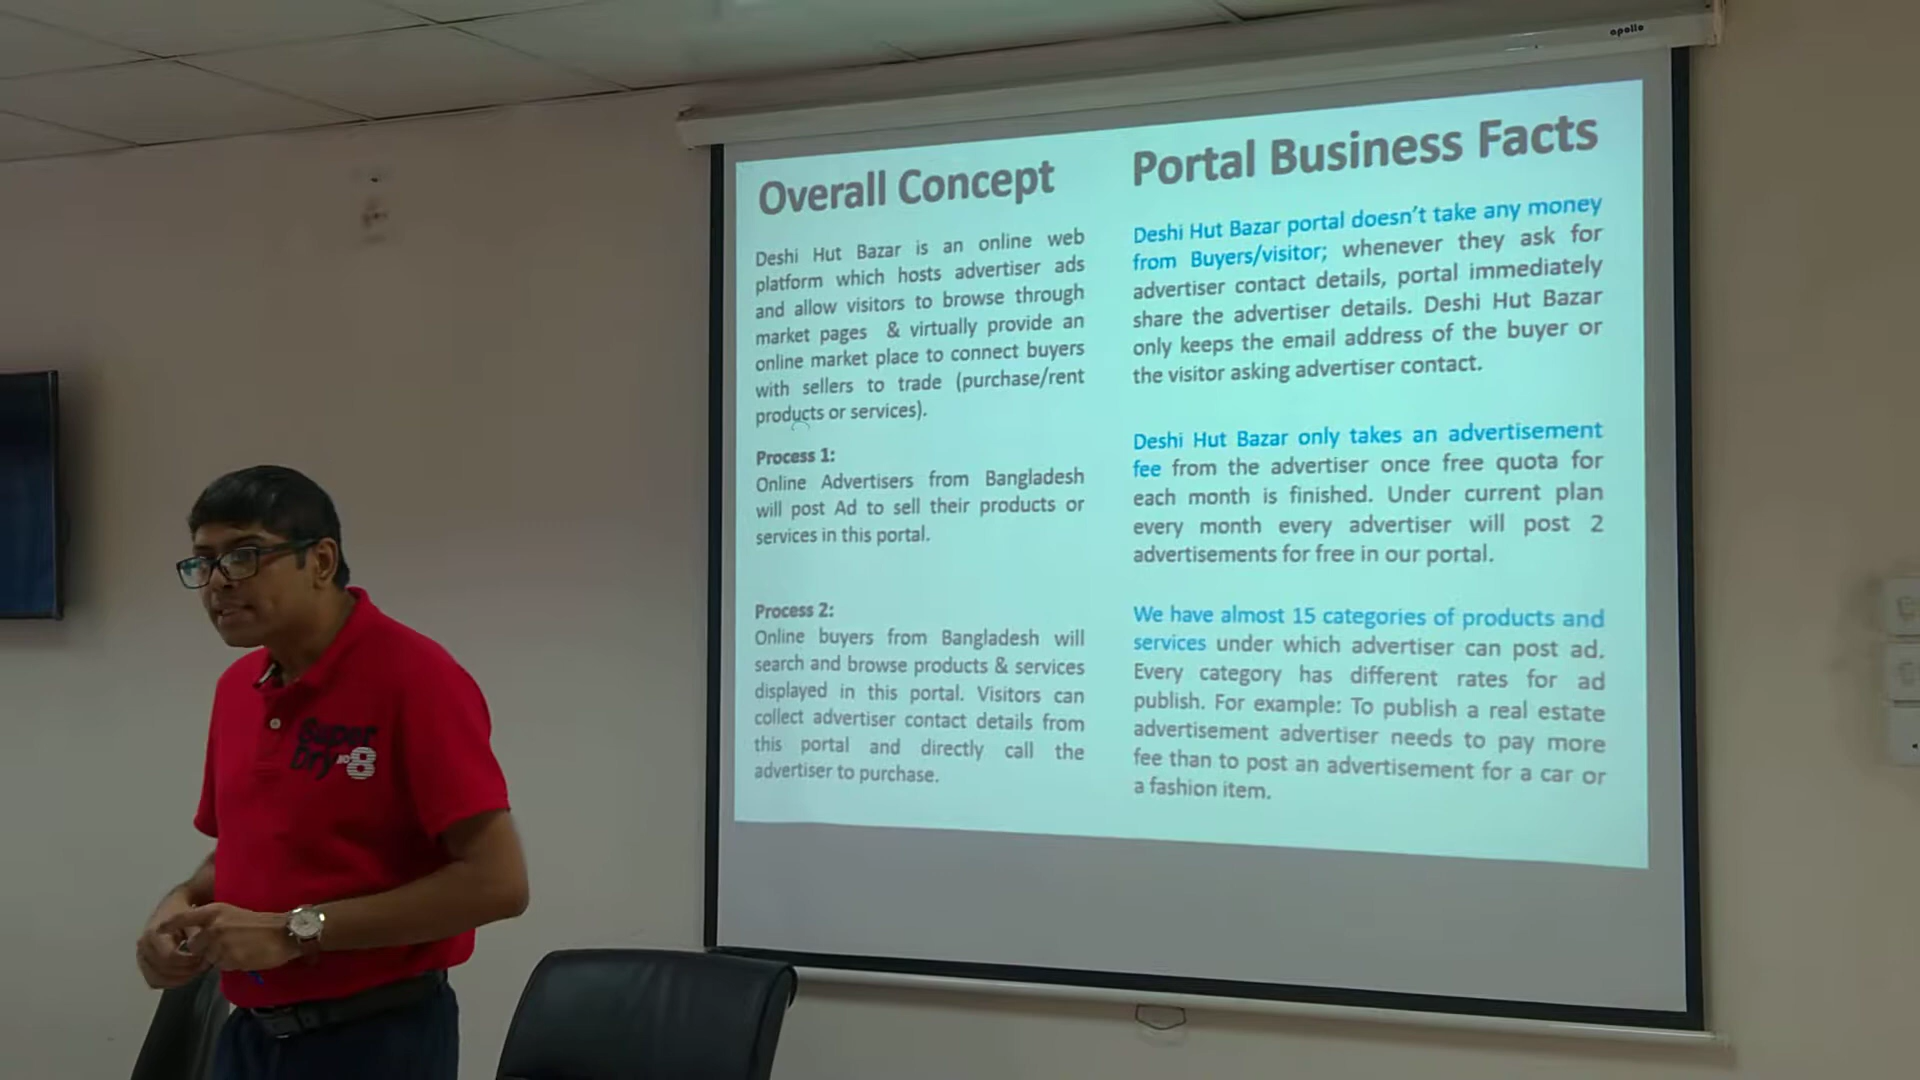 apollo
Overall Concept
Deshi Hut Bazar is an online web
platform which hosts advertiser ads
and allow visitors to browse through
market pages & virtually provide an
online market place to connect buyers
with sellers to trade (purchase/rent
products or services).
Process 1:
Online Advertisers from Bangladesh
will post Ad to sell their products or
services in this portal.
Process 2:
Online buyers from Bangladesh will
search and browse products & services
displayed in this portal. Visitors can
collect advertiser contact details from
this portal and directly call the
advertiser to purchase.
Portal Business Facts
Deshi Hut Bazar portal doesn't take any money
from Buyers/visitor; whenever they ask for
advertiser contact details, portal immediately
share the advertiser details. Deshi Hut Bazar
only keeps the email address of the buyer or
the visitor asking advertiser contact.
Deshi Hut Bazar only takes an advertisement
fee from the advertiser once free quota for
each month is finished. Under current plan
every month every advertiser will post 2
advertisements for free in our portal.
We have almost 15 categories of products and
services under which advertiser can post ad.
Every category has different rates for ad
publish. For example: To publish a real estate
advertisement advertiser needs to pay more
fee than to post an advertisement for a car or
a fashion item.
Super
Dry NO 8